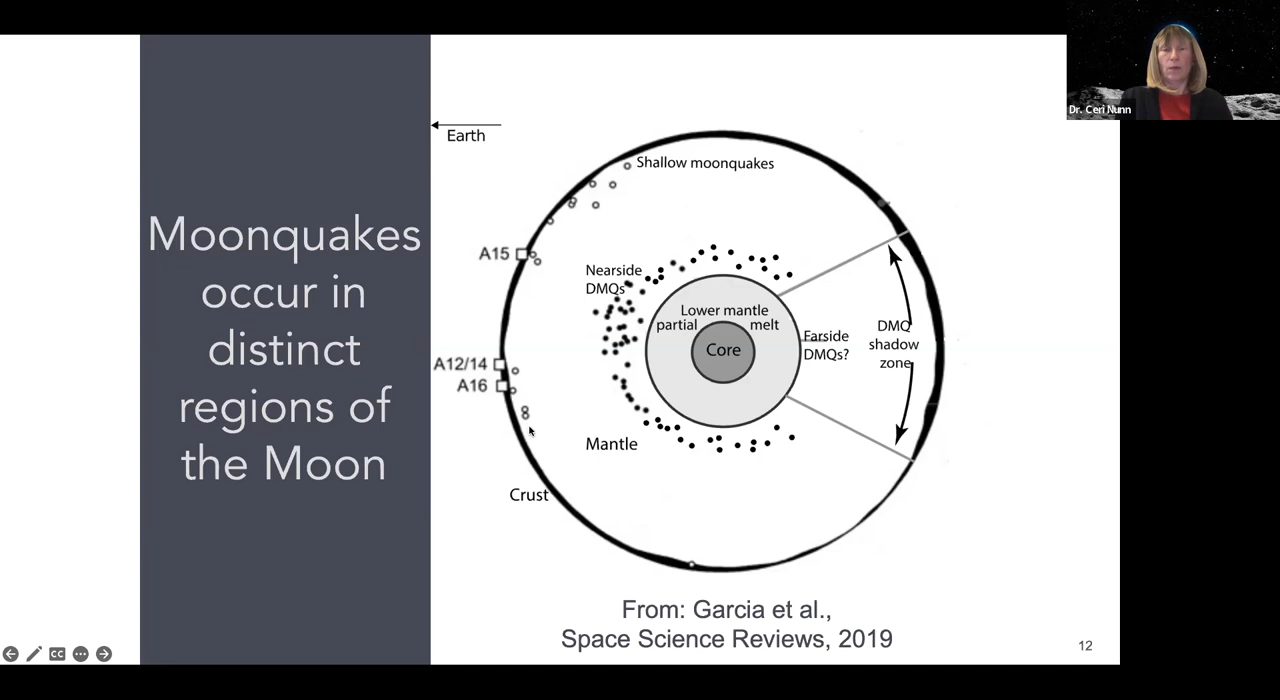 Dr. Ceri Nunn
Moonquakes
occur in
distinct
regions of
the Moon
Earth
Shallow moonquakes
A15
Nearside
DMQs
Lower mantle
partial melt
Core
Farside
DMQs?
DMQ
shadow
zone
A12/14
A16
Mantle
Crust
From: Garcia et al.,
Space Science Reviews, 2019
12
CC